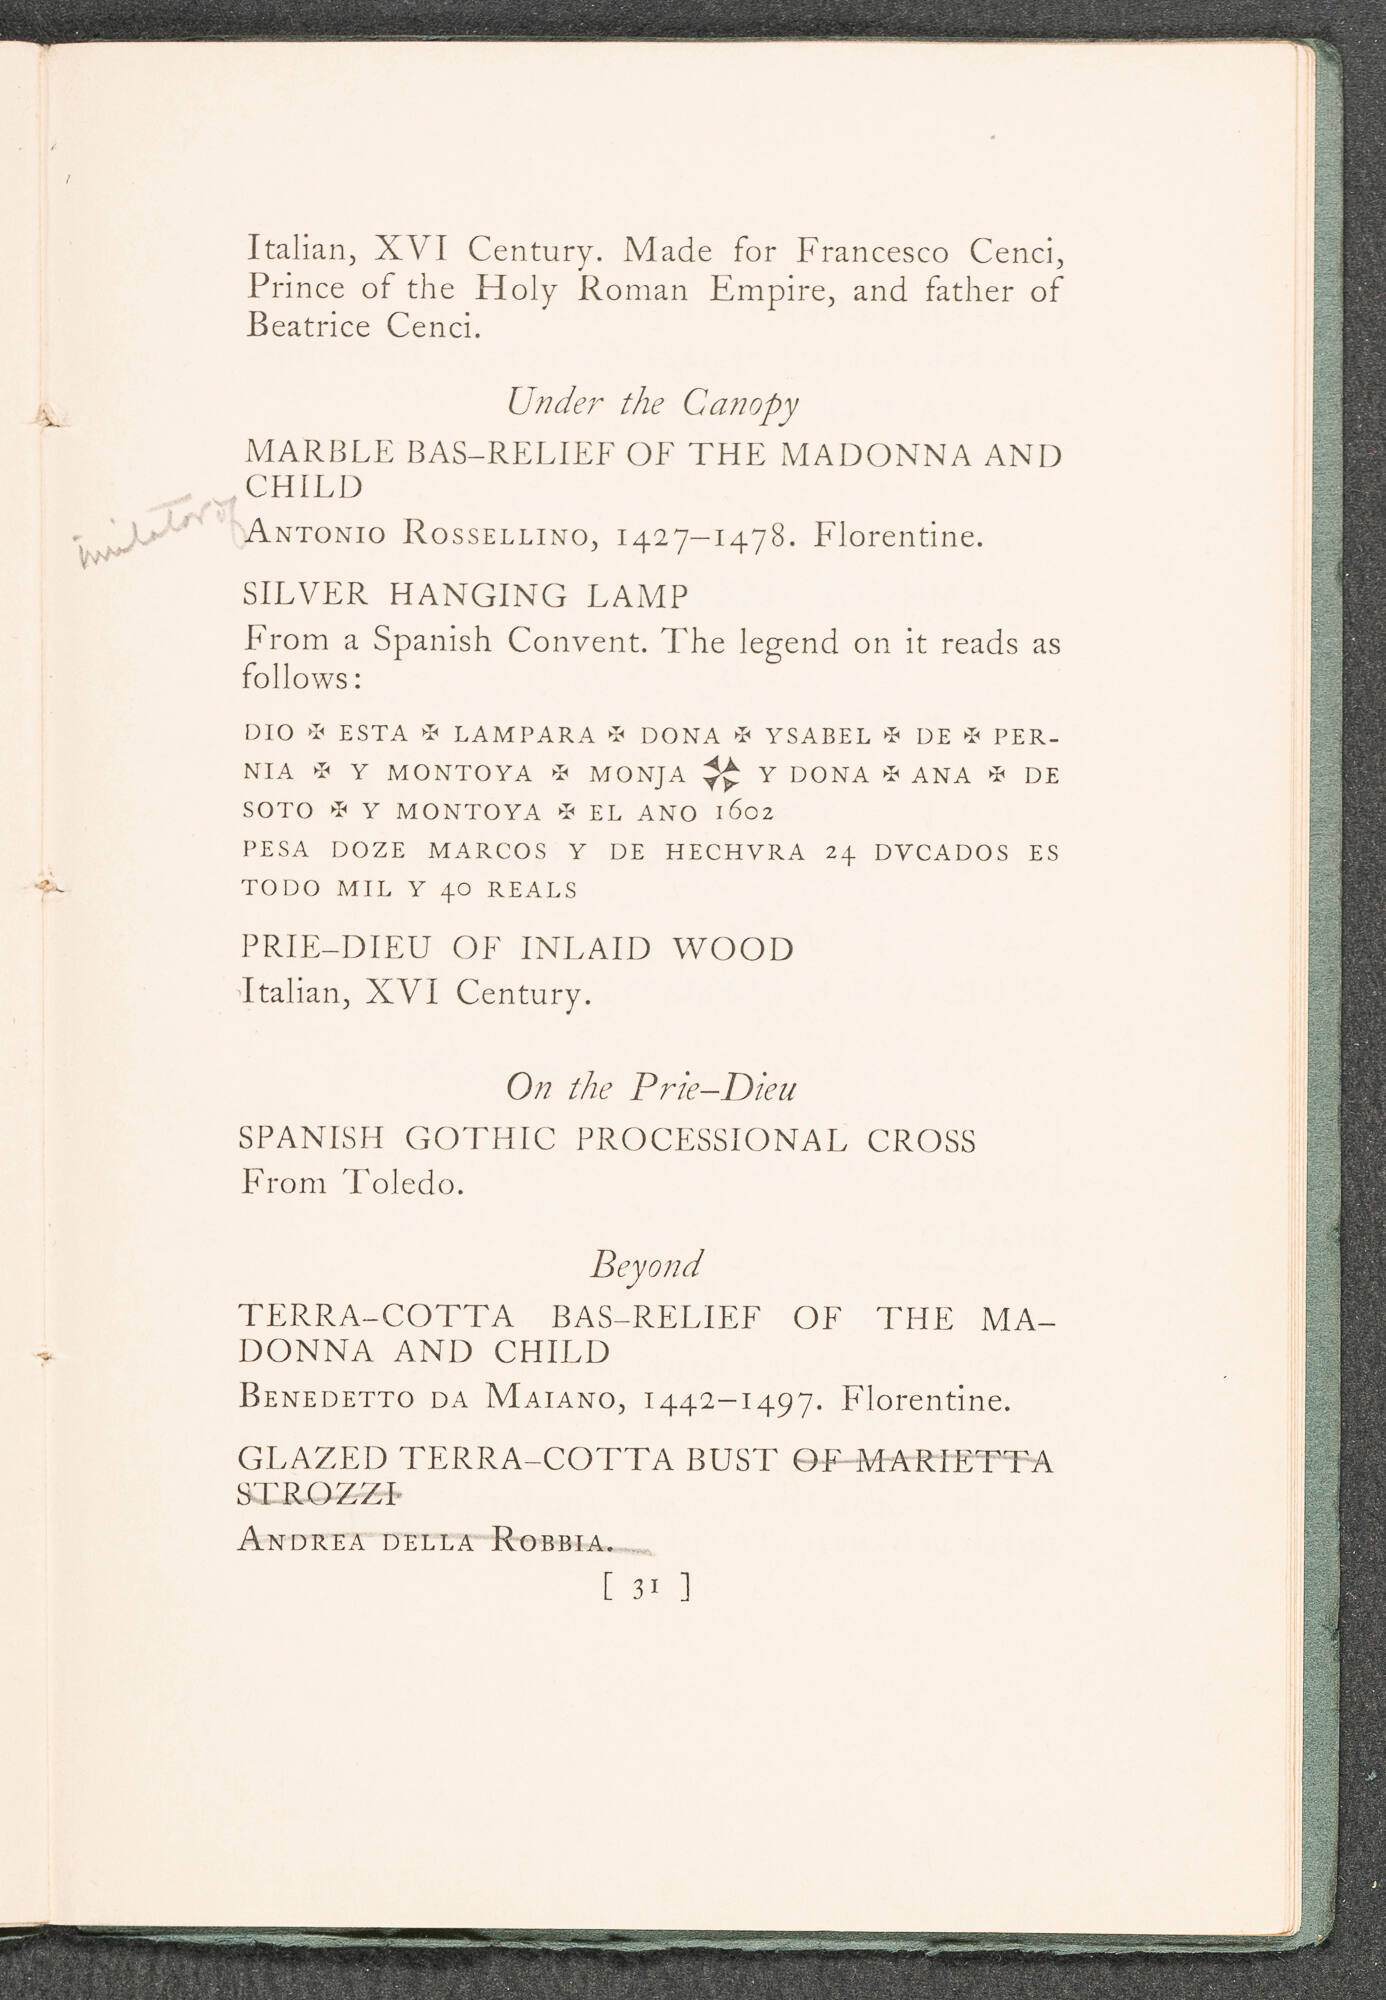 Italian, XVI Century. Made for Francesco Cenci,
Prince of the Holy Roman Empire, and father of
Beatrice Cenci.
Under the Canopy
MARBLE BAS–RELIEF OF THE MADONNA AND
CHILD
imitator of
ANTONIO ROSSELLINO, 1427–1478. Florentine.
SILVER HANGING LAMP
From a Spanish Convent. The legend on it reads as
follows:
DIO ✠ ESTA ✠ LAMPARA ✠ DONA ✠ YSABEL ✠ DE ✠ PER-
NIA ✠ Y MONTOYA ✠ MONJA ✠ Y DONA ✠ ANA ✠ DE
SOTO ✠ Y MONTOYA ✠ EL ANO 1602
PESA DOZE MARCOS Y DE HECHVRA 24 DVCADOS ES
TODO MIL Y 40 REALS
PRIE–DIEU OF INLAID WOOD
Italian, XVI Century.
On the Prie–Dieu
SPANISH GOTHIC PROCESSIONAL CROSS
From Toledo.
Beyond
TERRA–COTTA BAS–RELIEF OF THE MA–
DONNA AND CHILD
BENEDETTO DA MAIANO, 1442–1497. Florentine.
GLAZED TERRA–COTTA BUST OF MARIETTA
STROZZI
ANDREA DELLA ROBBIA.
[ 31 ]